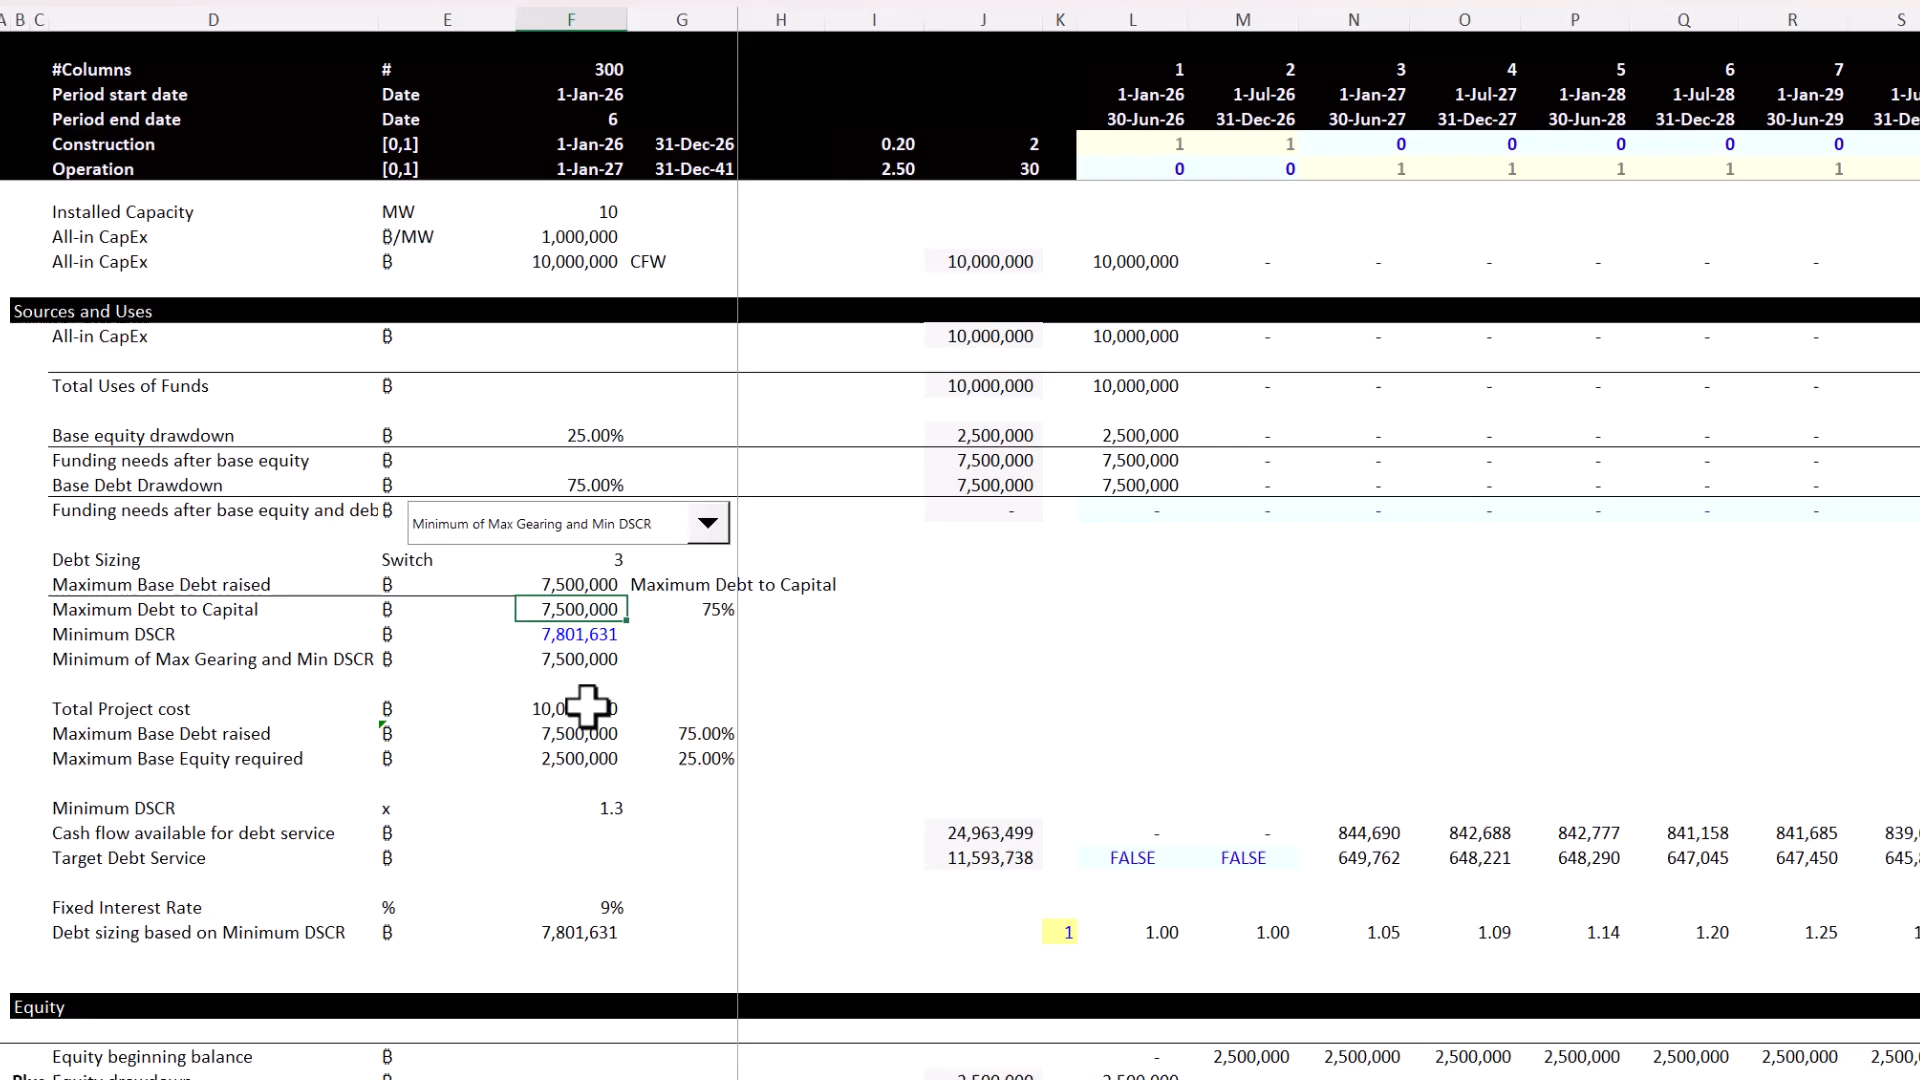 A B C D E F G H I J K L M N O P Q R S
#Columns # 300 1 2 3 4 5 6 7
Period start date Date 1-Jan-26 1-Jan-26 1-Jul-26 1-Jan-27 1-Jul-27 1-Jan-28 1-Jul-28 1-Jan-29
Period end date Date 6 30-Jun-26 31-Dec-26 30-Jun-27 31-Dec-27 30-Jun-28 31-Dec-28 30-Jun-29
Construction [0,1] 1-Jan-26 31-Dec-26 0.20 2 1 1 0 0 0 0 0
Operation [0,1] 1-Jan-27 31-Dec-41 2.50 30 0 0 1 1 1 1 1
Installed Capacity MW 10
All-in CapEx ₿/MW 1,000,000
All-in CapEx ₿ 10,000,000 CFW 10,000,000 10,000,000 - - - - - -
Sources and Uses
All-in CapEx ₿ 10,000,000 10,000,000 - - - - - -
Total Uses of Funds ₿ 10,000,000 10,000,000 - - - - - -
Base equity drawdown ₿ 25.00% 2,500,000 2,500,000 - - - - - -
Funding needs after base equity ₿ 7,500,000 7,500,000 - - - - - -
Base Debt Drawdown ₿ 75.00% 7,500,000 7,500,000 - - - - - -
Funding needs after base equity and deb ₿ - - - - - - - -
Minimum of Max Gearing and Min DSCR
Debt Sizing Switch 3
Maximum Base Debt raised ₿ 7,500,000 Maximum Debt to Capital
Maximum Debt to Capital ₿ 7,500,000 75%
Minimum DSCR ₿ 7,801,631
Minimum of Max Gearing and Min DSCR ₿ 7,500,000
Total Project cost ₿
Maximum Base Debt raised ₿ 7,500,000 75.00%
Maximum Base Equity required ₿ 2,500,000 25.00%
Minimum DSCR x 1.3
Cash flow available for debt service ₿ 24,963,499 - - 844,690 842,688 842,777 841,158 841,685
Target Debt Service ₿ 11,593,738 FALSE FALSE 649,762 648,221 648,290 647,045 647,450
Fixed Interest Rate % 9%
Debt sizing based on Minimum DSCR ₿ 7,801,631 1 1.00 1.00 1.05 1.09 1.14 1.20 1.25
Equity
Equity beginning balance ₿ - 2,500,000 2,500,000 2,500,000 2,500,000 2,500,000 2,500,000